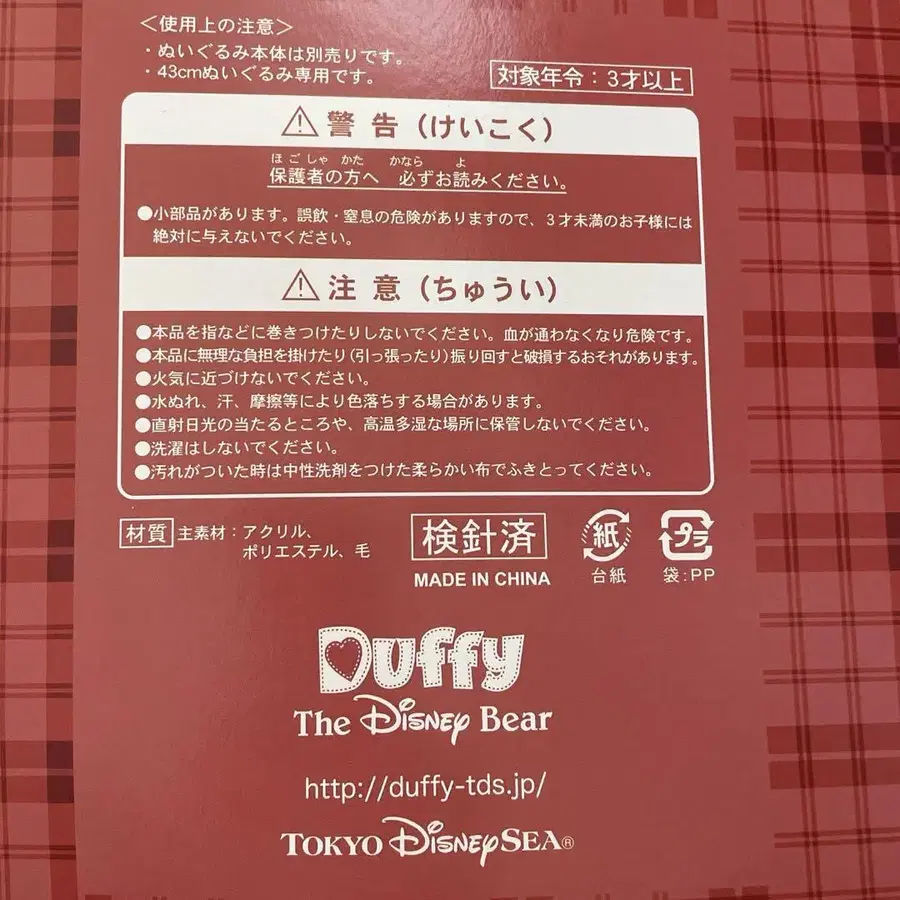 ＜使用上の注意＞
・ぬいぐるみ本体は別売りです。
・43cmぬいぐるみ専用です。
対象年令：3才以上
⚠警告（けいこく）
ほごしゃ かた かなら よ
保護者の方へ 必ずお読みください。
●小部品があります。誤飲・窒息の危険がありますので、3才未満のお子様には
絶対に与えないでください。
⚠注意（ちゅうい）
●本品を指などに巻きつけたりしないでください。血が通わなくなり危険です。
●本品に無理な負担を掛けたり（引っ張ったり）振り回すと破損するおそれがあります。
●火気に近づけないでください。
●水ぬれ、汗、摩擦等により色落ちする場合があります。
●直射日光の当たるところや、高温多湿な場所に保管しないでください。
●洗濯はしないでください。
●汚れがついた時は中性洗剤をつけた柔らかい布でふきとってください。
材質 主素材：アクリル、
ポリエステル、毛
検針済
MADE IN CHINA
紙
台紙
プラ
袋：PP
Duffy
The Disney Bear
http://duffy-tds.jp/
TOKYO DISNEYSEA®